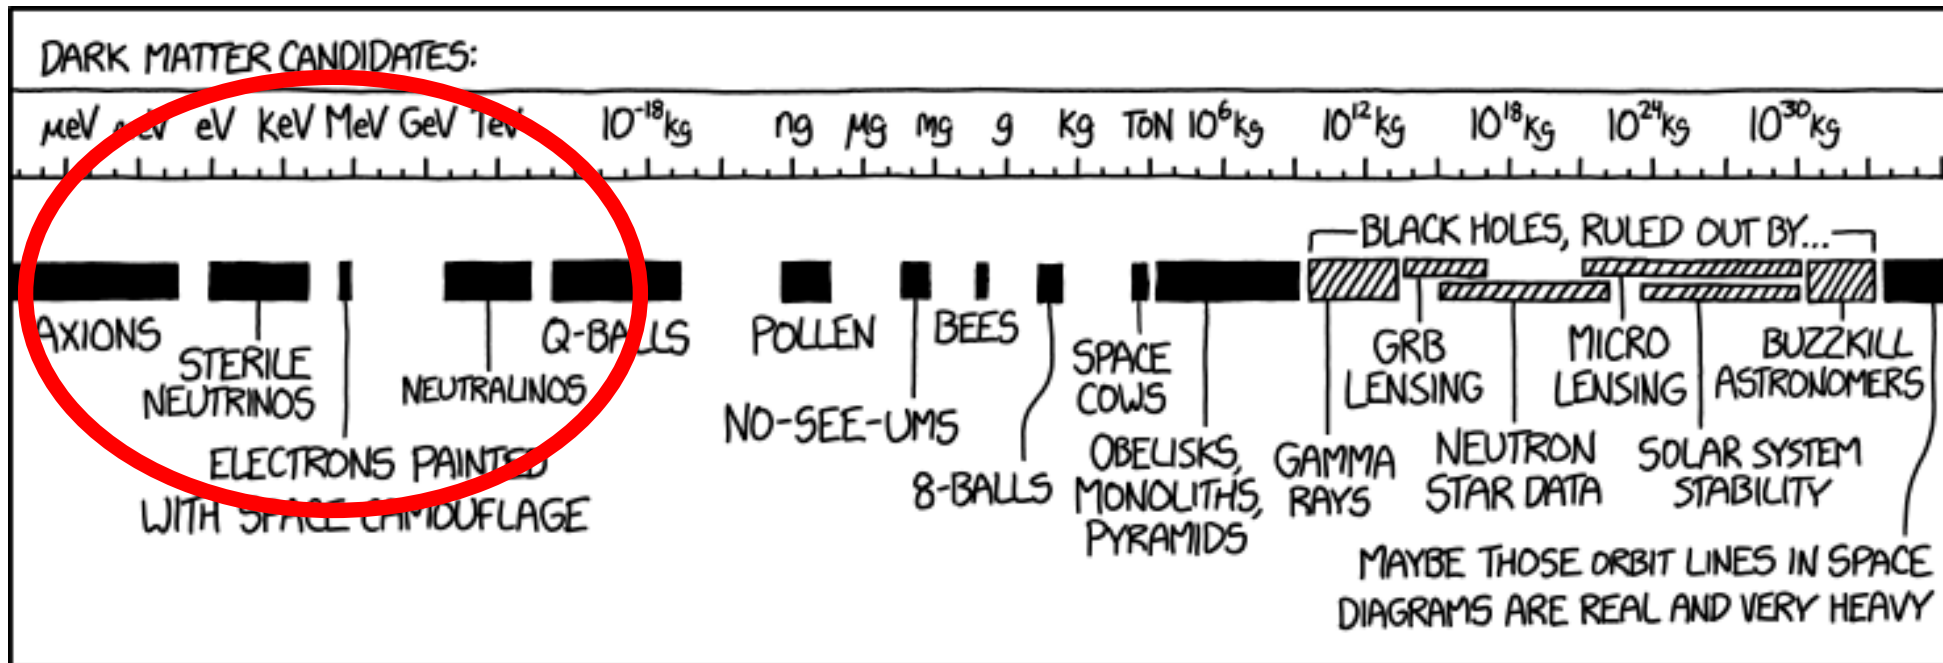 DARK MATTER CANDIDATES:
μeV meV eV keV MeV GeV TeV 10⁻¹⁸kg ng μg mg g kg TON 10⁶kg 10¹²kg 10¹⁸kg 10²⁴kg 10³⁰kg
BLACK HOLES, RULED OUT BY...
AXIONS
STERILE
NEUTRINOS
ELECTRONS PAINTED
WITH SPACE CAMOUFLAGE
NEUTRALINOS
Q-BALLS
POLLEN
NO-SEE-UMS
BEES
8-BALLS
SPACE
COWS
OBELISKS,
MONOLITHS,
PYRAMIDS
GAMMA
RAYS
GRB
LENSING
NEUTRON
STAR DATA
MICRO
LENSING
SOLAR SYSTEM
STABILITY
BUZZKILL
ASTRONOMERS
MAYBE THOSE ORBIT LINES IN SPACE
DIAGRAMS ARE REAL AND VERY HEAVY